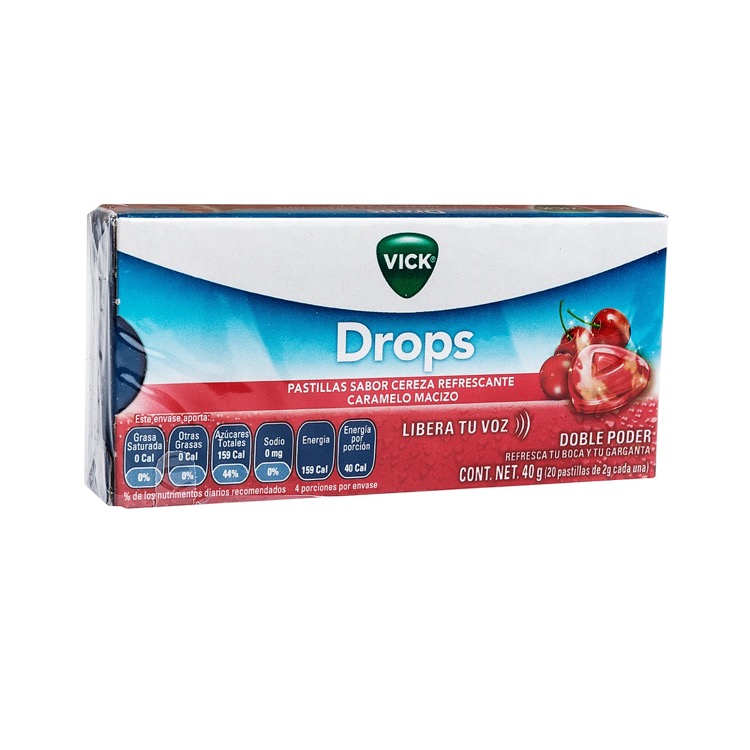 Drops
VICK®
Drops
PASTILLAS SABOR CEREZA REFRESCANTE
CARAMELO MACIZO
LIBERA TU VOZ
DOBLE PODER
REFRESCA TU BOCA Y TU GARGANTA
CONT. NET. 40 g (20 pastillas de 2g cada una)
Este envase aporta:
Grasa Saturada 0 Cal 0%
Otras Grasas 0 Cal 0%
Azúcares Totales 159 Cal 44%
Sodio 0 mg 0%
Energia 159 Cal
Energía por porción 40 Cal
% de los nutrimentos diarios recomendados 4 porciones por envase